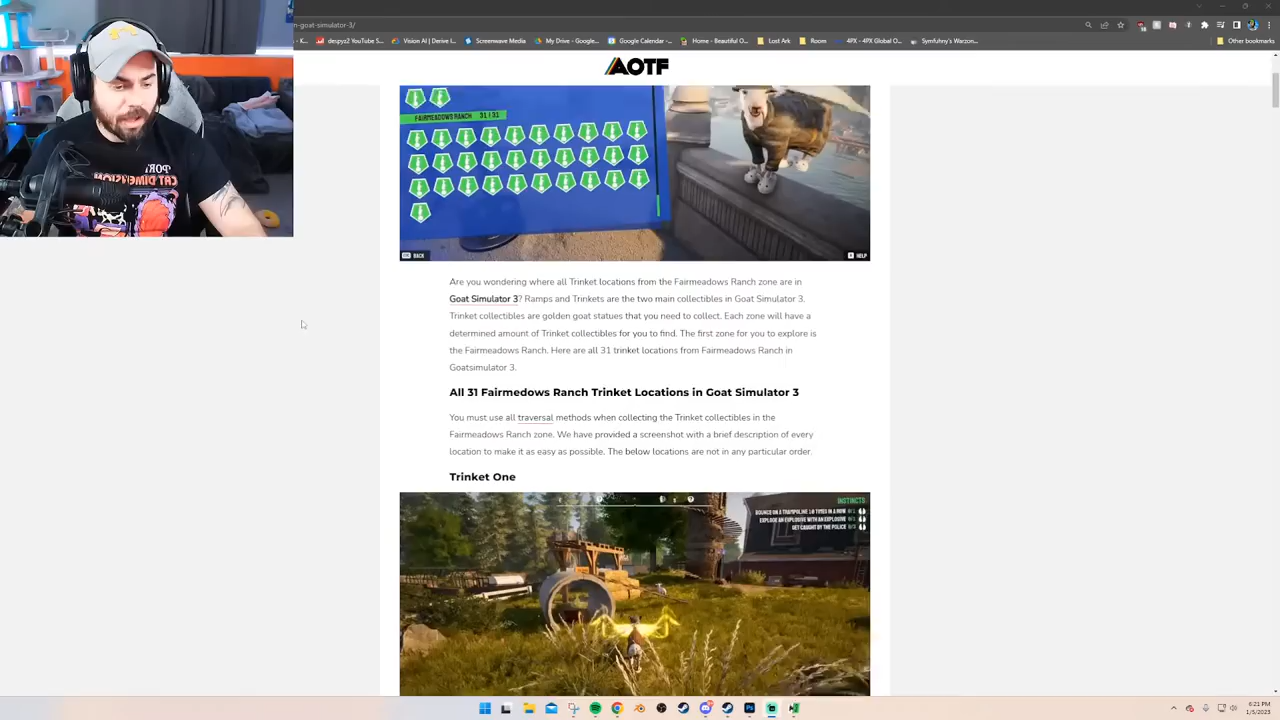 n-goat-simulator-3/
despyz2 YouTube S...
Vision AI | Derive I...
Screenwave Media
My Drive - Google...
Google Calendar -...
Home - Beautiful O...
Lost Ark
Room
4PX - 4PX Global O...
Symfuhny's Warzon...
Other bookmarks
AOTF
FAIRMEADOWS RANCH 31 / 31
BACK
HELP
PORT
CAT DIMENSION
Are you wondering where all Trinket locations from the Fairmeadows Ranch zone are in
Goat Simulator 3? Ramps and Trinkets are the two main collectibles in Goat Simulator 3.
Trinket collectibles are golden goat statues that you need to collect. Each zone will have a
determined amount of Trinket collectibles for you to find. The first zone for you to explore is
the Fairmeadows Ranch. Here are all 31 trinket locations from Fairmeadows Ranch in
Goatsimulator 3.
All 31 Fairmedows Ranch Trinket Locations in Goat Simulator 3
You must use all traversal methods when collecting the Trinket collectibles in the
Fairmeadows Ranch zone. We have provided a screenshot with a brief description of every
location to make it as easy as possible. The below locations are not in any particular order.
Trinket One
INSTINCTS
BOUNCE ON A TRAMPOLINE 10 TIMES IN A ROW
EXPLODE AN EXPLOSIVE WITH AN EXPLOSIVE
GET CAUGHT BY THE POLICE
6:21 PM
1/5/2023